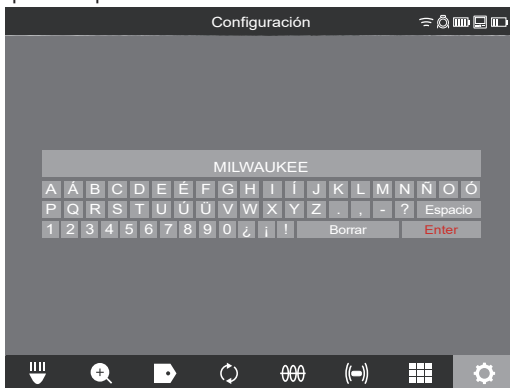 Configuración
MILWAUKEE
A Á B C D E É F G H I Í J K L M N Ñ O Ó
P Q R S T U Ú Ü V W X Y Z . , - ? Espacio
1 2 3 4 5 6 7 8 9 0 ¿ ¡ ! Borrar Enter